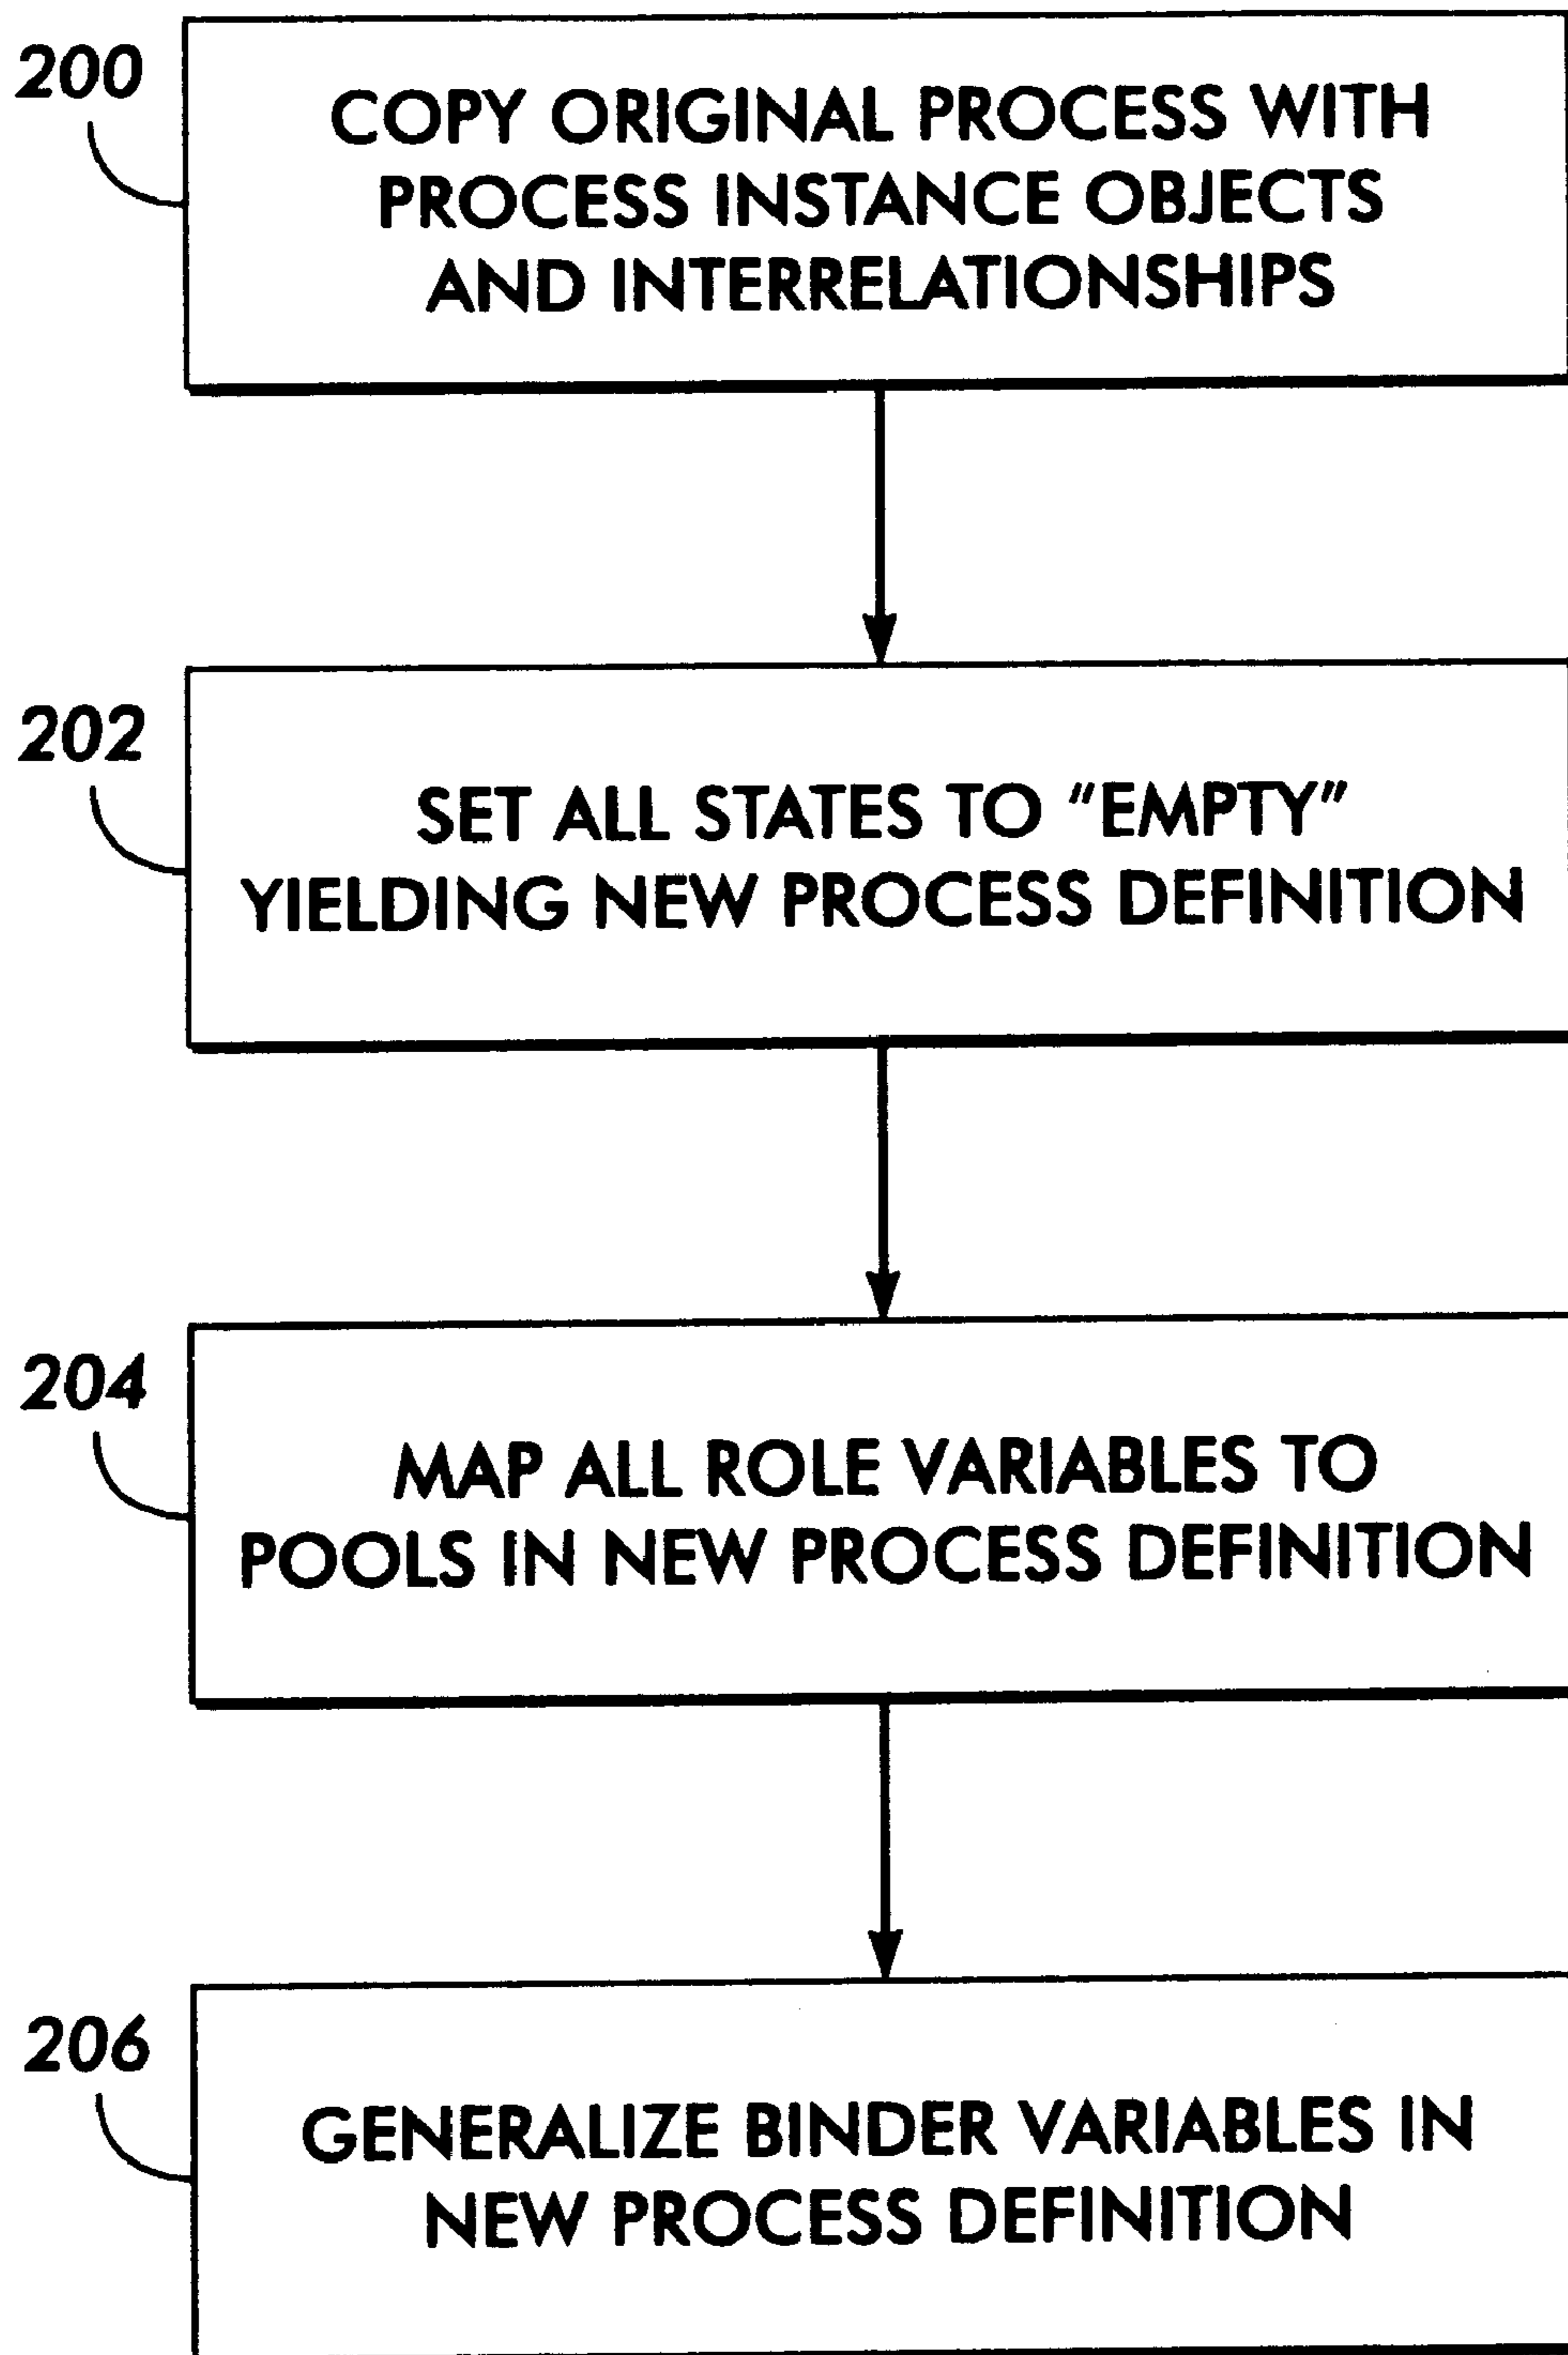 200
COPY ORIGINAL PROCESS WITH
PROCESS INSTANCE OBJECTS
AND INTERRELATIONSHIPS
202
SET ALL STATES TO "EMPTY"
YIELDING NEW PROCESS DEFINITION
204
MAP ALL ROLE VARIABLES TO
POOLS IN NEW PROCESS DEFINITION
206
GENERALIZE BINDER VARIABLES IN
NEW PROCESS DEFINITION